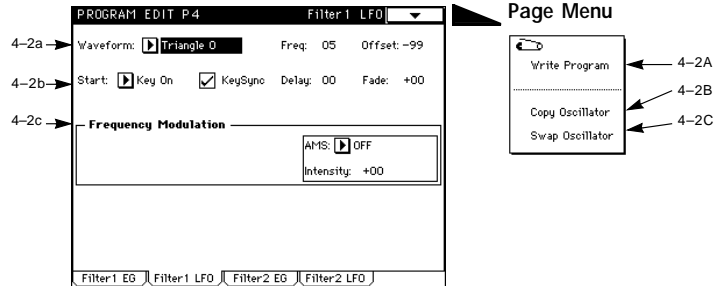 PROGRAM EDIT P4 Filter1 LFO
Page Menu
4–2a Waveform: Triangle 0 Freq: 05 Offset: -99
4–2b Start: Key On KeySync Delay: 00 Fade: +00
4–2c Frequency Modulation
AMS: OFF
Intensity: +00
Filter1 EG Filter1 LFO Filter2 EG Filter2 LFO
Write Program 4–2A
4–2B
Copy Oscillator
4–2C
Swap Oscillator